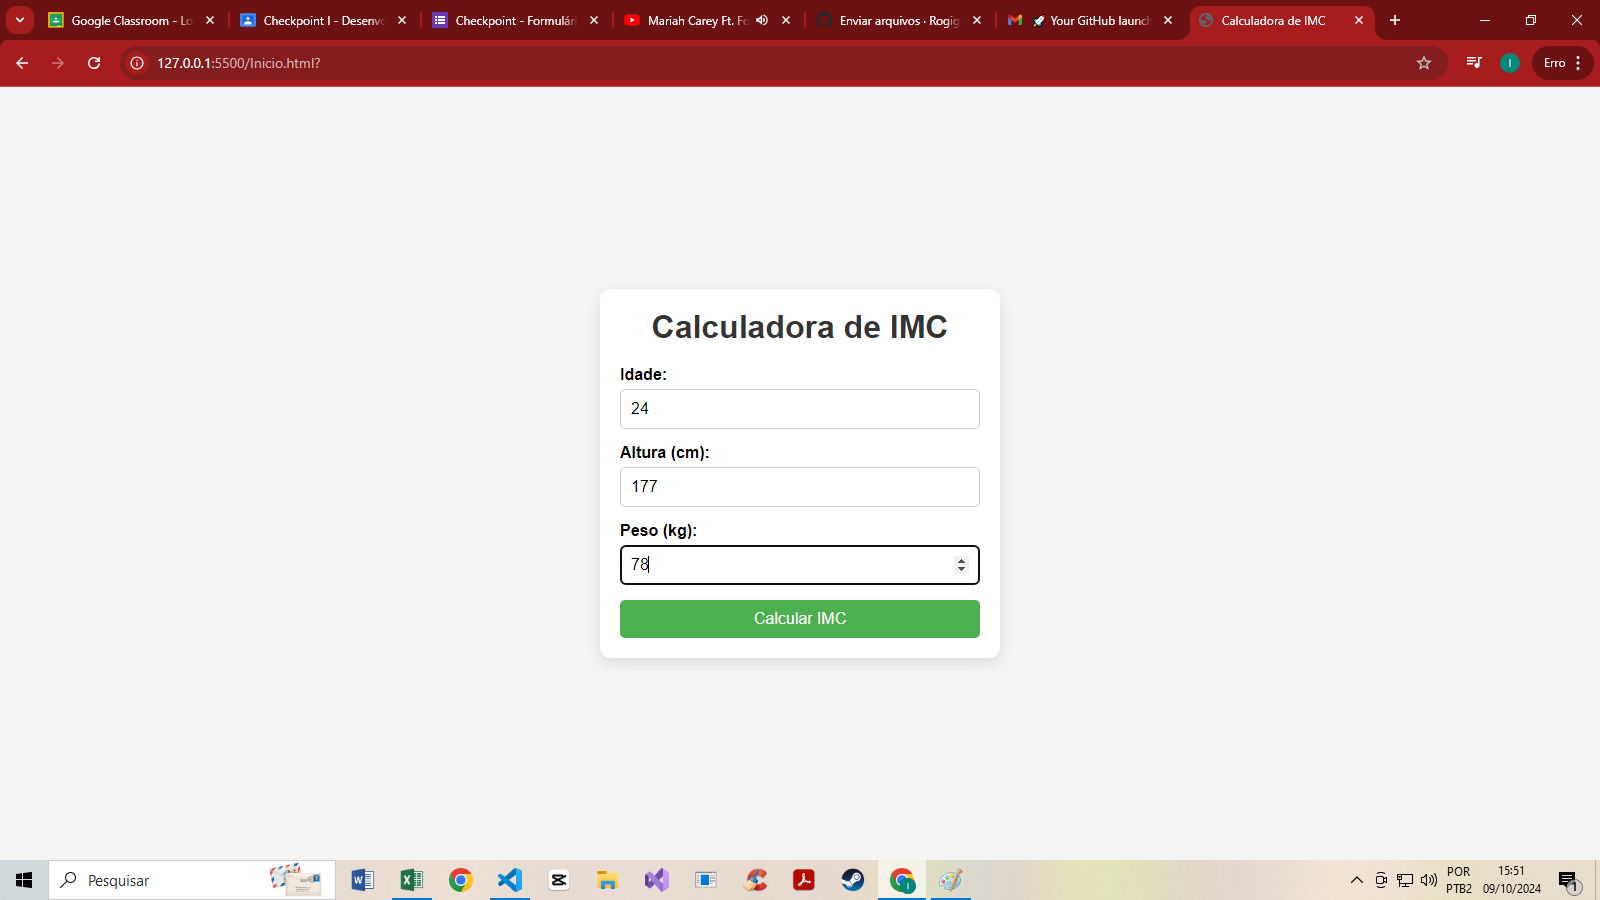 Google Classroom - Lo
Checkpoint I - Desenvo
Checkpoint - Formulári
Mariah Carey Ft. Fo
Enviar arquivos · Rogig
Your GitHub launch
Calculadora de IMC
127.0.0.1:5500/Inicio.html?
I
Erro
Calculadora de IMC
Idade:
24
Altura (cm):
177
Peso (kg):
78
Calcular IMC
Pesquisar
POR
PTB2
15:51
09/10/2024
1